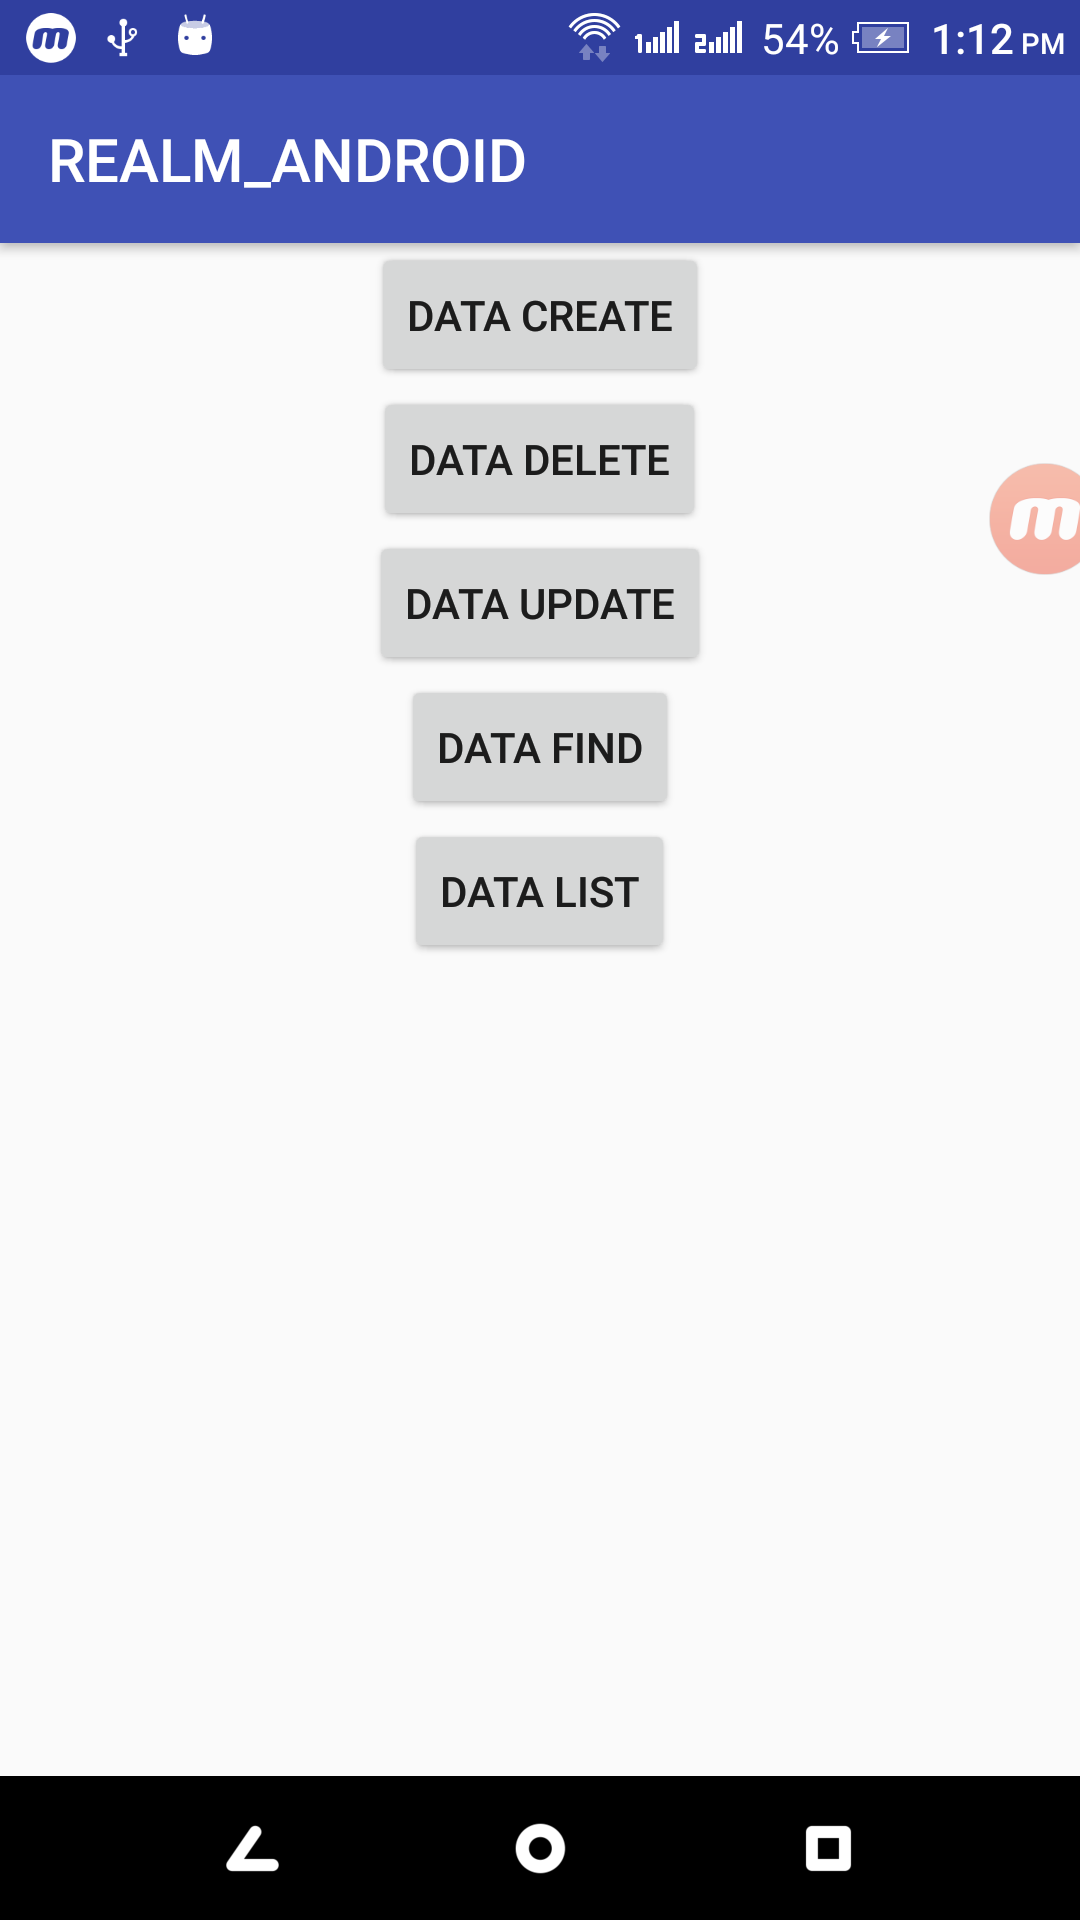 54% 1:12 PM
REALM_ANDROID
DATA CREATE
DATA DELETE
DATA UPDATE
DATA FIND
DATA LIST